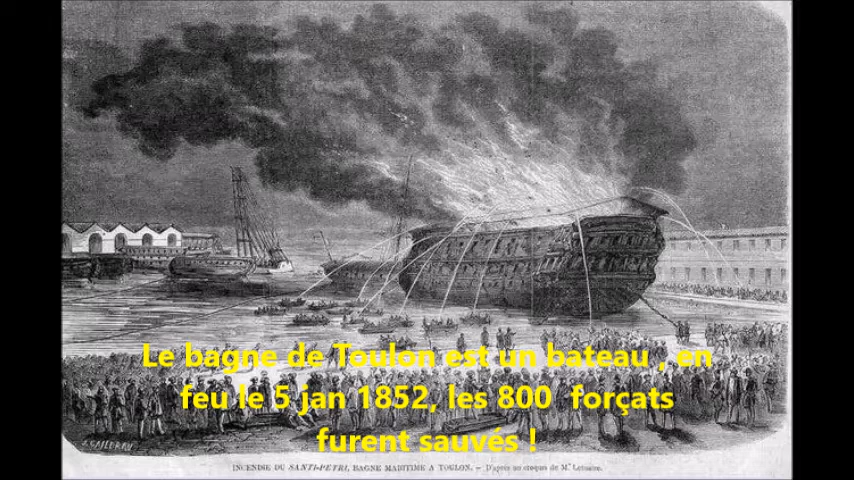 Le bagne de Toulon est un bateau , en
feu le 5 jan 1852, les 800 forçats
furent sauvés !
INCENDIE DU SANTI-PETRI, BAGNE MARITIME A TOULON. — D'après un croquis de Mr